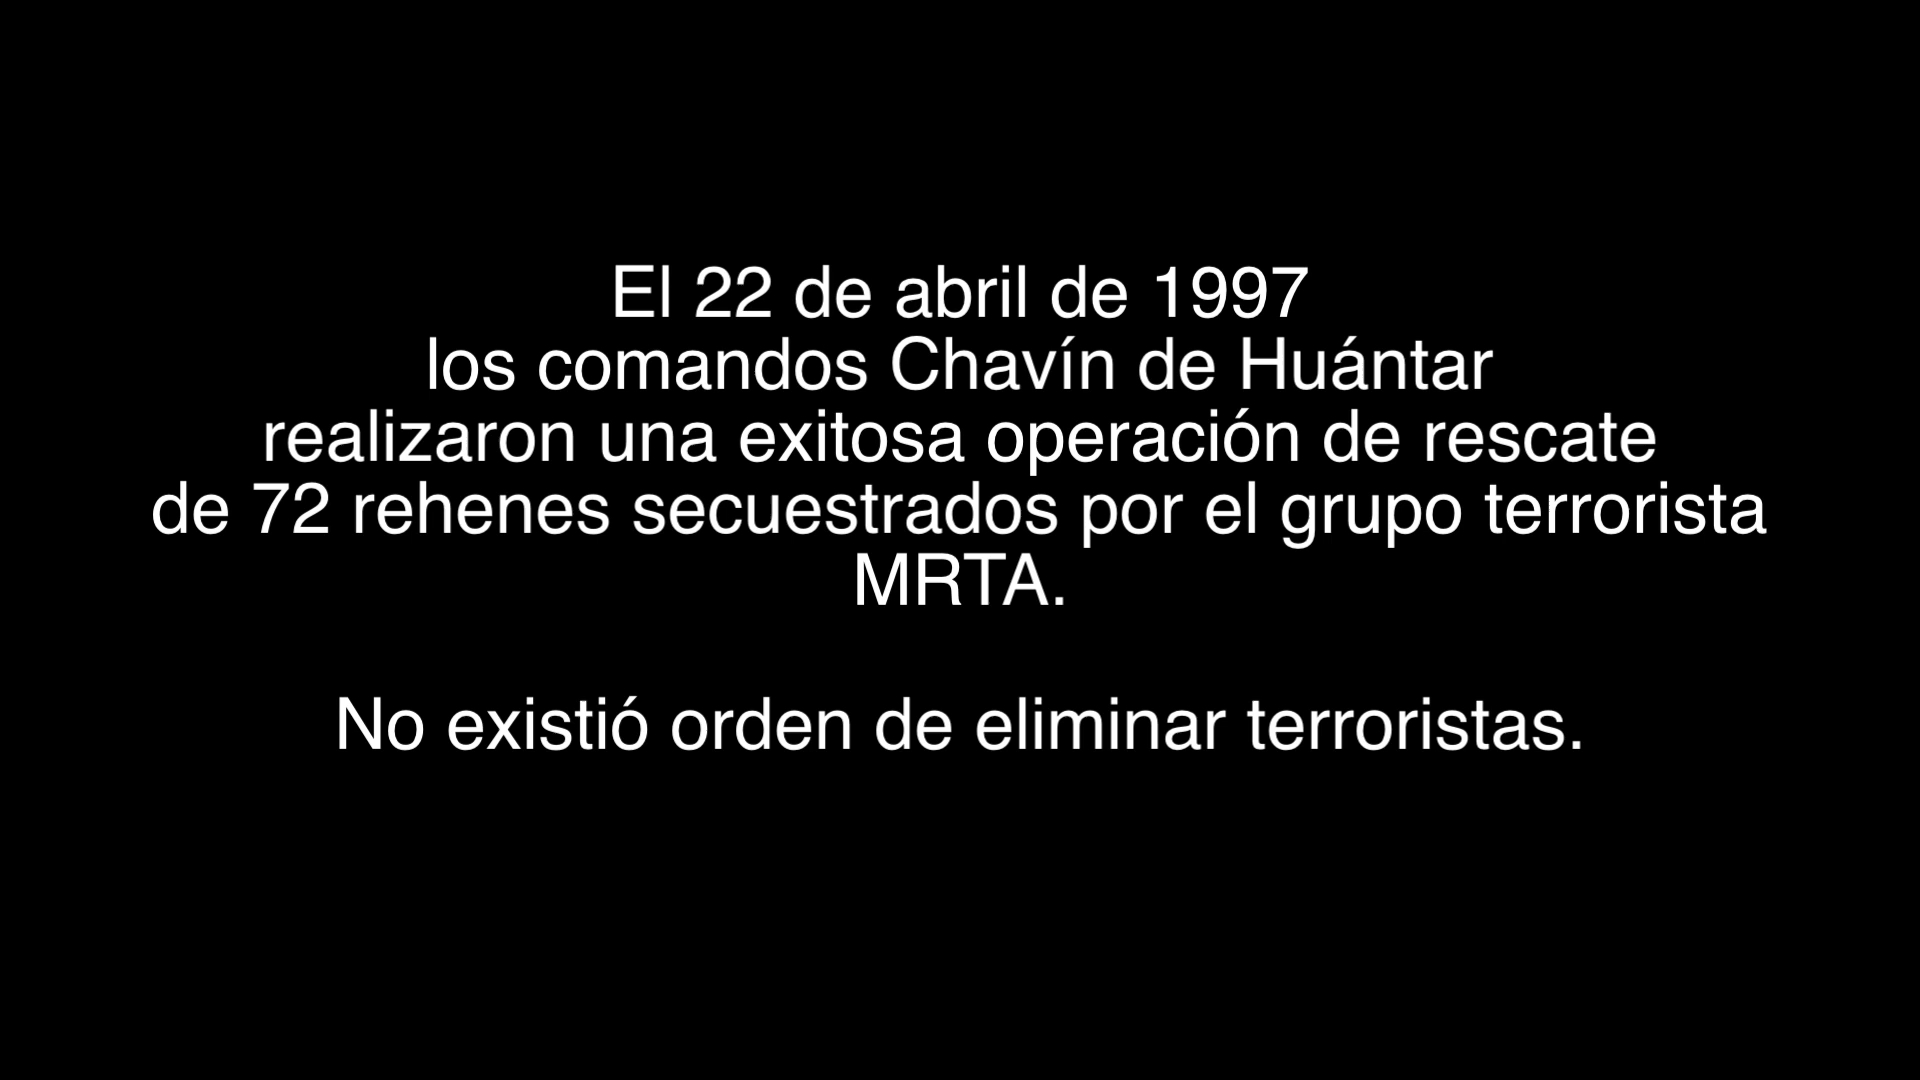 El 22 de abril de 1997
los comandos Chavín de Huántar
realizaron una exitosa operación de rescate
de 72 rehenes secuestrados por el grupo terrorista
MRTA.
No existió orden de eliminar terroristas.